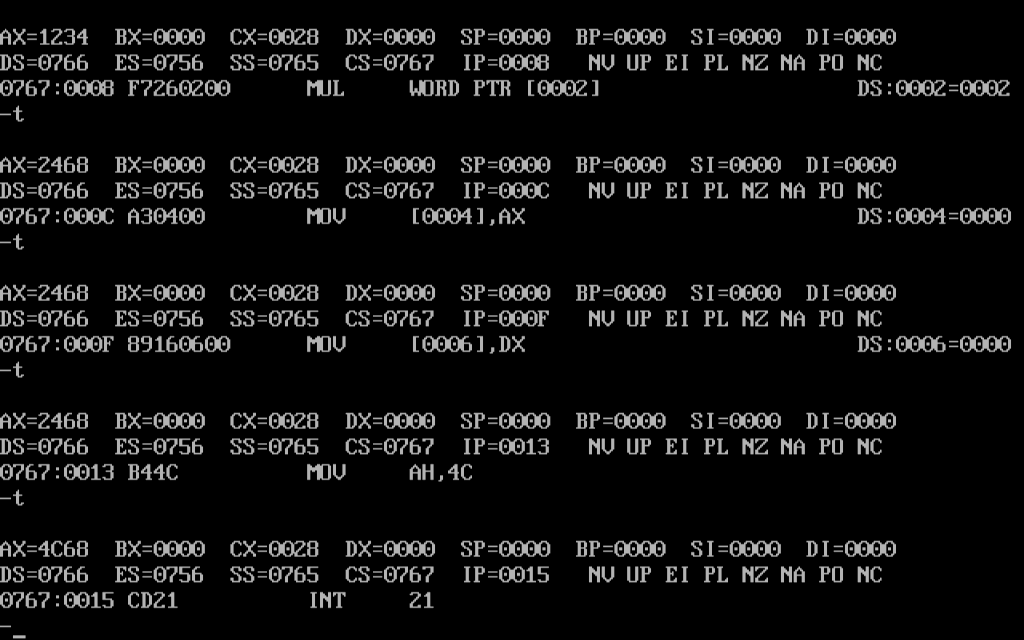 AX=1234  BX=0000  CX=0028  DX=0000  SP=0000  BP=0000  SI=0000  DI=0000
DS=0766  ES=0756  SS=0765  CS=0767  IP=0008   NV UP EI PL NZ NA PO NC
0767:0008 F7260200      MUL     WORD PTR [0002]                    DS:0002=0002
-t
AX=2468  BX=0000  CX=0028  DX=0000  SP=0000  BP=0000  SI=0000  DI=0000
DS=0766  ES=0756  SS=0765  CS=0767  IP=000C   NV UP EI PL NZ NA PO NC
0767:000C A30400        MOV     [0004],AX                          DS:0004=0000
-t
AX=2468  BX=0000  CX=0028  DX=0000  SP=0000  BP=0000  SI=0000  DI=0000
DS=0766  ES=0756  SS=0765  CS=0767  IP=000F   NV UP EI PL NZ NA PO NC
0767:000F 89160600      MOV     [0006],DX                          DS:0006=0000
-t
AX=2468  BX=0000  CX=0028  DX=0000  SP=0000  BP=0000  SI=0000  DI=0000
DS=0766  ES=0756  SS=0765  CS=0767  IP=0013   NV UP EI PL NZ NA PO NC
0767:0013 B44C          MOV     AH,4C
-t
AX=4C68  BX=0000  CX=0028  DX=0000  SP=0000  BP=0000  SI=0000  DI=0000
DS=0766  ES=0756  SS=0765  CS=0767  IP=0015   NV UP EI PL NZ NA PO NC
0767:0015 CD21          INT     21
-_